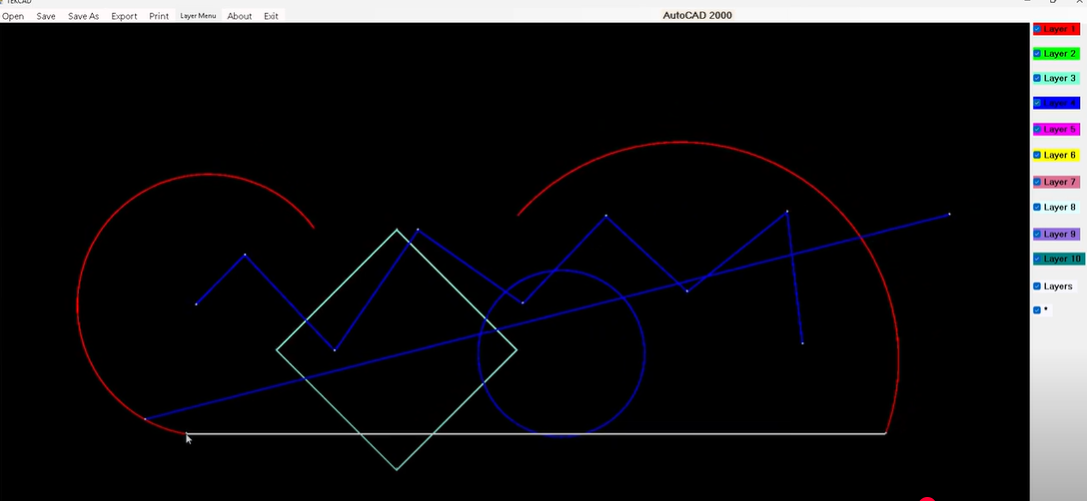 TEKCAD
Open Save Save As Export Print Layer Menu About Exit
AutoCAD 2000
Layer 1
Layer 2
Layer 3
Layer 4
Layer 5
Layer 6
Layer 7
Layer 8
Layer 9
Layer 10
Layers
*